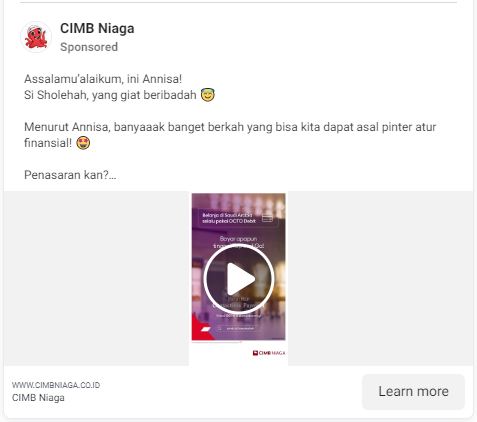 CIMB Niaga
Sponsored
Assalamu'alaikum, ini Annisa!
Si Sholehah, yang giat beribadah 😇
Menurut Annisa, banyaaak banget berkah yang bisa kita dapat asal pinter atur
finansial! 🤩
Penasaran kan?...
Belanja di Saudi Arabia
selalu pakai OCTO Debit
Bayar apapun
CIMB NIAGA
WWW.CIMBNIAGA.CO.ID
CIMB Niaga
Learn more